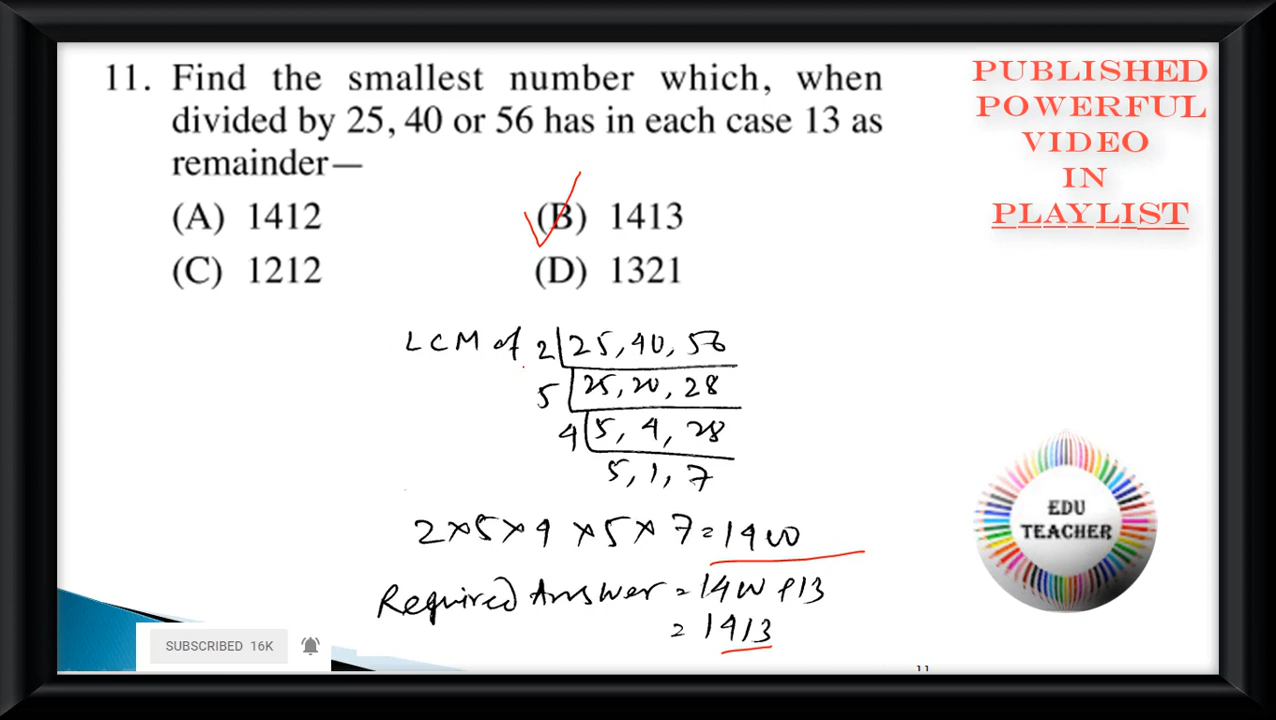 11. Find the smallest number which, when
divided by 25, 40 or 56 has in each case 13 as
remainder—
(A) 1412 (B) 1413
(C) 1212 (D) 1321
PUBLISHED
POWERFUL
VIDEO
IN
PLAYLIST
LCM of 2 25, 40, 56
5 25, 20, 28
4 5, 4, 28
5, 1, 7
2×5×4×5×7=1400
Required Answer = 1400+13
= 1413
EDU
TEACHER
SUBSCRIBED 16K
11